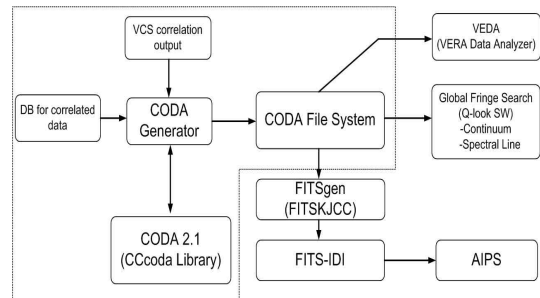 VCS correlation
output
VEDA
(VERA Data Analyzer)
DB for correlated
data
CODA
Generator
CODA File System
Global Fringe Search
(Q-look SW)
-Continuum
-Spectral Line
FITSgen
(FITSKJCC)
CODA 2.1
(CCcoda Library)
FITS-IDI
AIPS